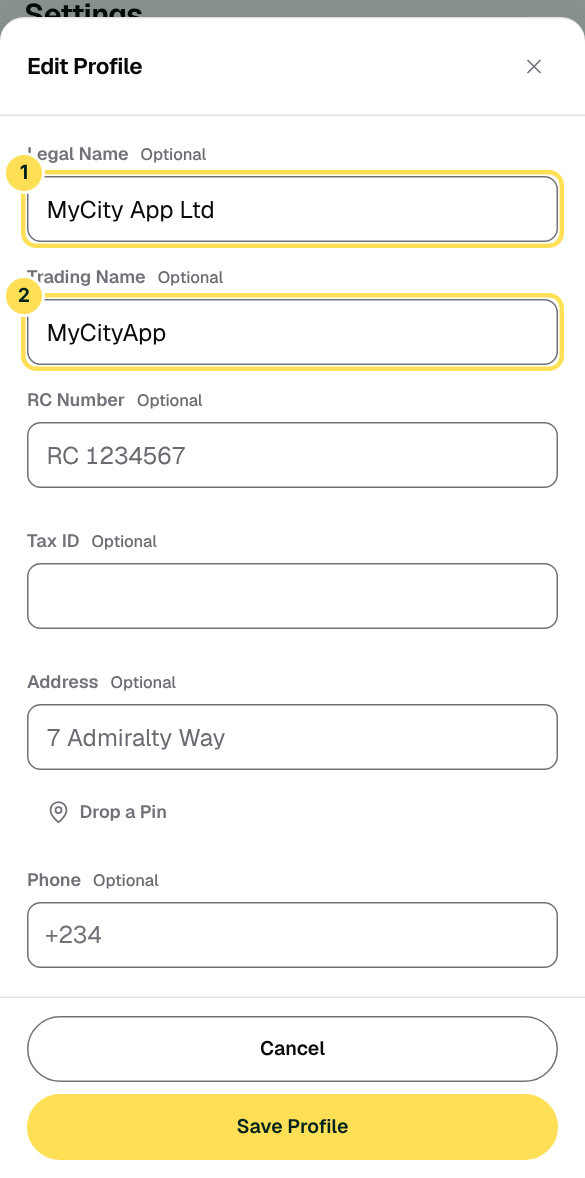 Settings
Edit Profile
Legal Name Optional
1
MyCity App Ltd
Trading Name Optional
2
MyCityApp
RC Number Optional
RC 1234567
Tax ID Optional
Address Optional
7 Admiralty Way
Drop a Pin
Phone Optional
+234
Cancel
Save Profile